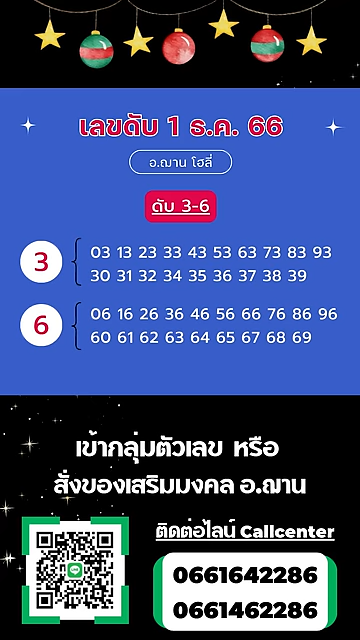 เลขดับ 1 ธ.ค. 66
อ.ฌาน โฮลี่
ดับ 3-6
3
03 13 23 33 43 53 63 73 83 93
30 31 32 34 35 36 37 38 39
6
06 16 26 36 46 56 66 76 86 96
60 61 62 63 64 65 67 68 69
เข้ากลุ่มตัวเลข หรือ
สั่งของเสริมมงคล อ.ฌาน
ติดต่อไลน์ Callcenter
0661642286
0661462286